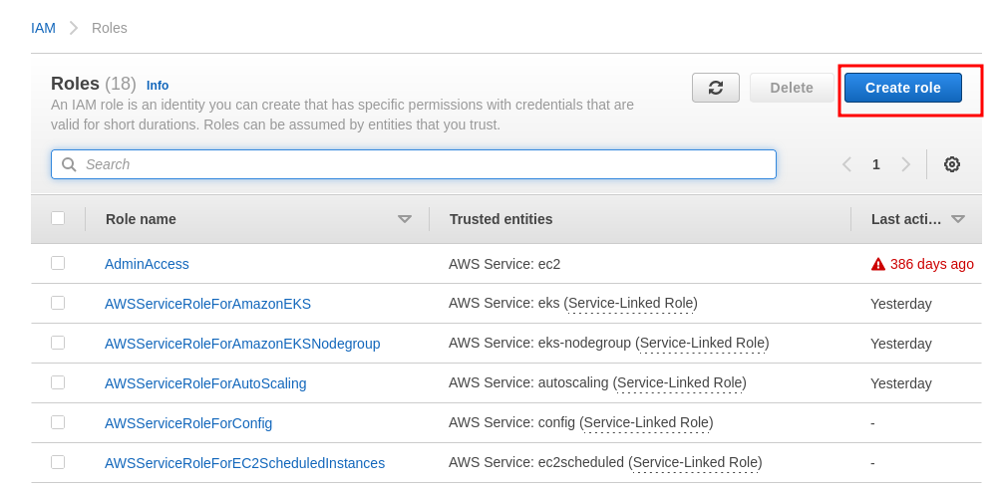 IAM > Roles
Roles (18) Info
Delete
Create role
An IAM role is an identity you can create that has specific permissions with credentials that are
valid for short durations. Roles can be assumed by entities that you trust.
Search
1
Role name Trusted entities Last acti...
AdminAccess AWS Service: ec2 386 days ago
AWSServiceRoleForAmazonEKS AWS Service: eks (Service-Linked Role) Yesterday
AWSServiceRoleForAmazonEKSNodegroup AWS Service: eks-nodegroup (Service-Linked Role) Yesterday
AWSServiceRoleForAutoScaling AWS Service: autoscaling (Service-Linked Role) Yesterday
AWSServiceRoleForConfig AWS Service: config (Service-Linked Role) -
AWSServiceRoleForEC2ScheduledInstances AWS Service: ec2scheduled (Service-Linked Role) -